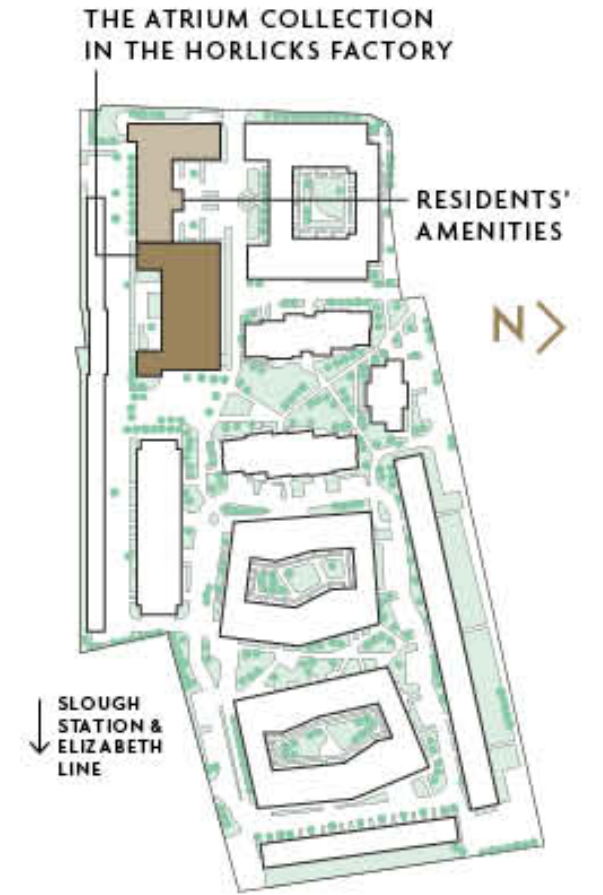 THE ATRIUM COLLECTION
IN THE HORLICKS FACTORY
RESIDENTS'
AMENITIES
N
SLOUGH
STATION &
ELIZABETH
LINE